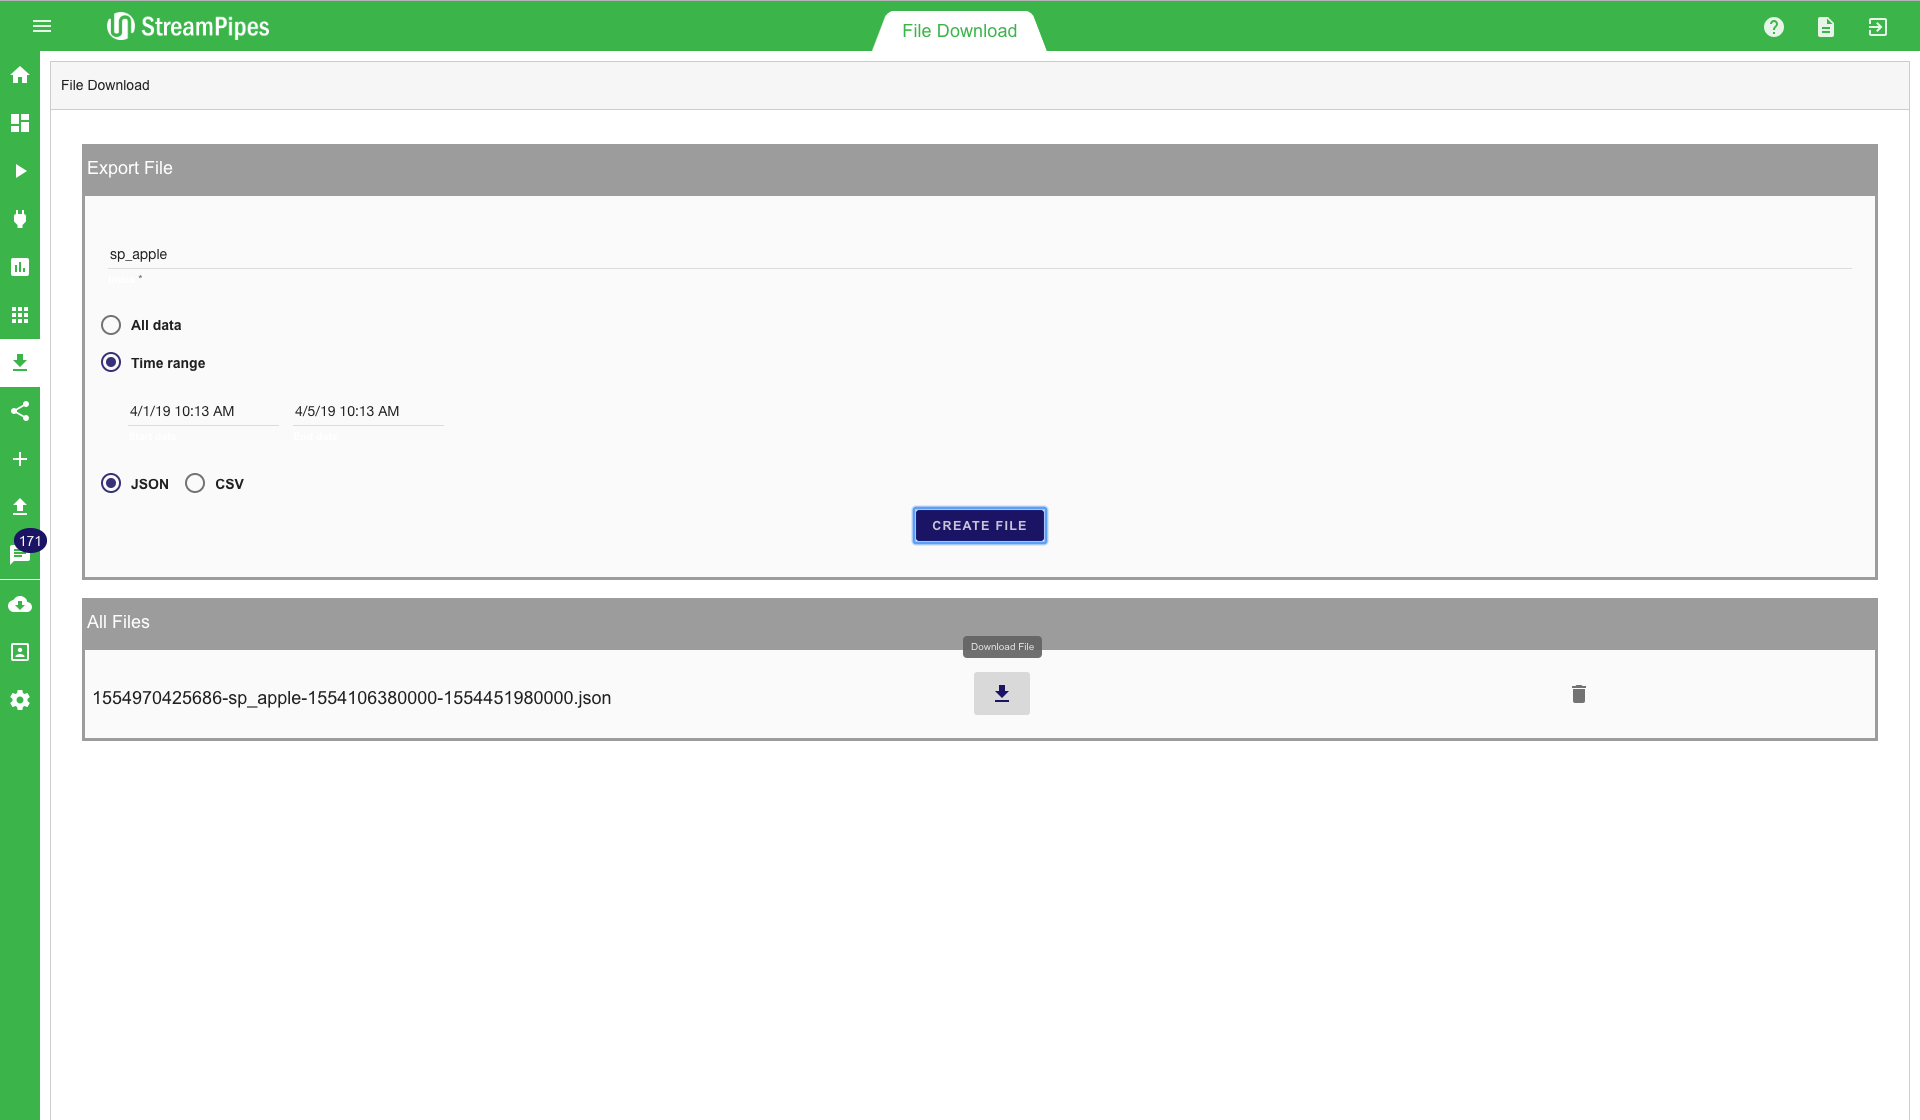 StreamPipes
File Download
File Download
Export File
sp_apple
*
All data
Time range
4/1/19 10:13 AM 4/5/19 10:13 AM
End date
JSON CSV
CREATE FILE
171
All Files
Download File
1554970425686-sp_apple-1554106380000-1554451980000.json